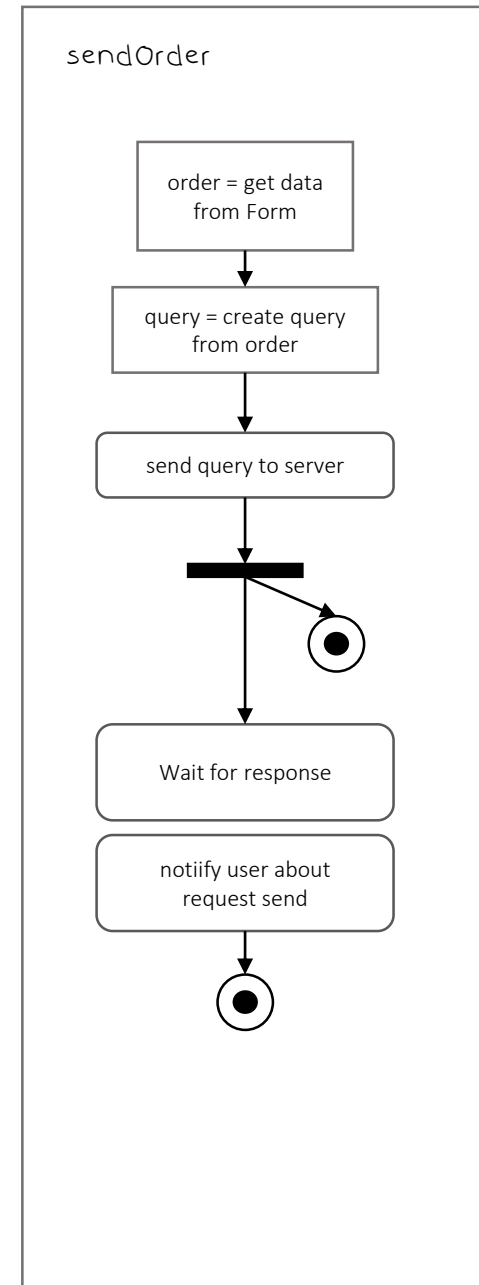 sendOrder
order = get data
from Form
query = create query
from order
send query to server
Wait for response
notiify user about
request send